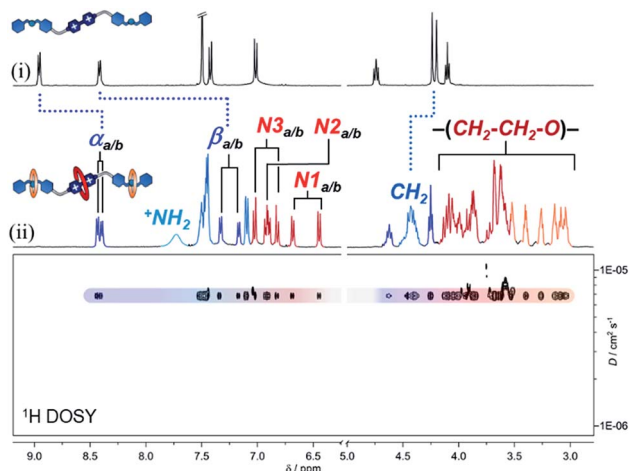 (i)
α a/b
β a/b
N3 a/b
N2 a/b
N1 a/b
–(CH2-CH2-O)–
CH2
+NH2
(ii)
1E-05
D / cm² s⁻¹
1E-06
¹H DOSY
9.0 8.5 8.0 7.5 7.0 6.5 5.0 4.5 4.0 3.5 3.0
δ / ppm